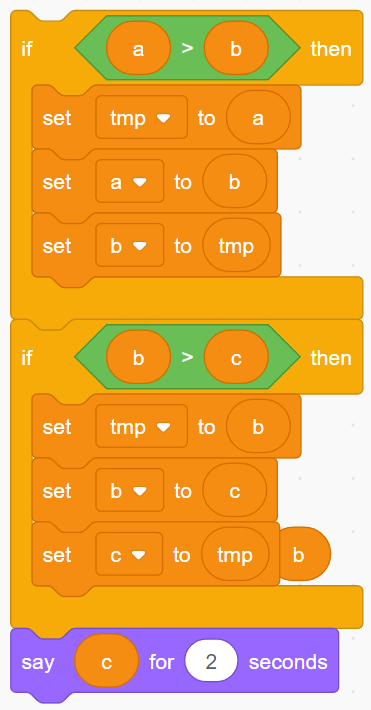 if a > b then
set tmp to a
set a to b
set b to tmp
if b > c then
set tmp to b
set b to c
set c to tmp b
say c for 2 seconds